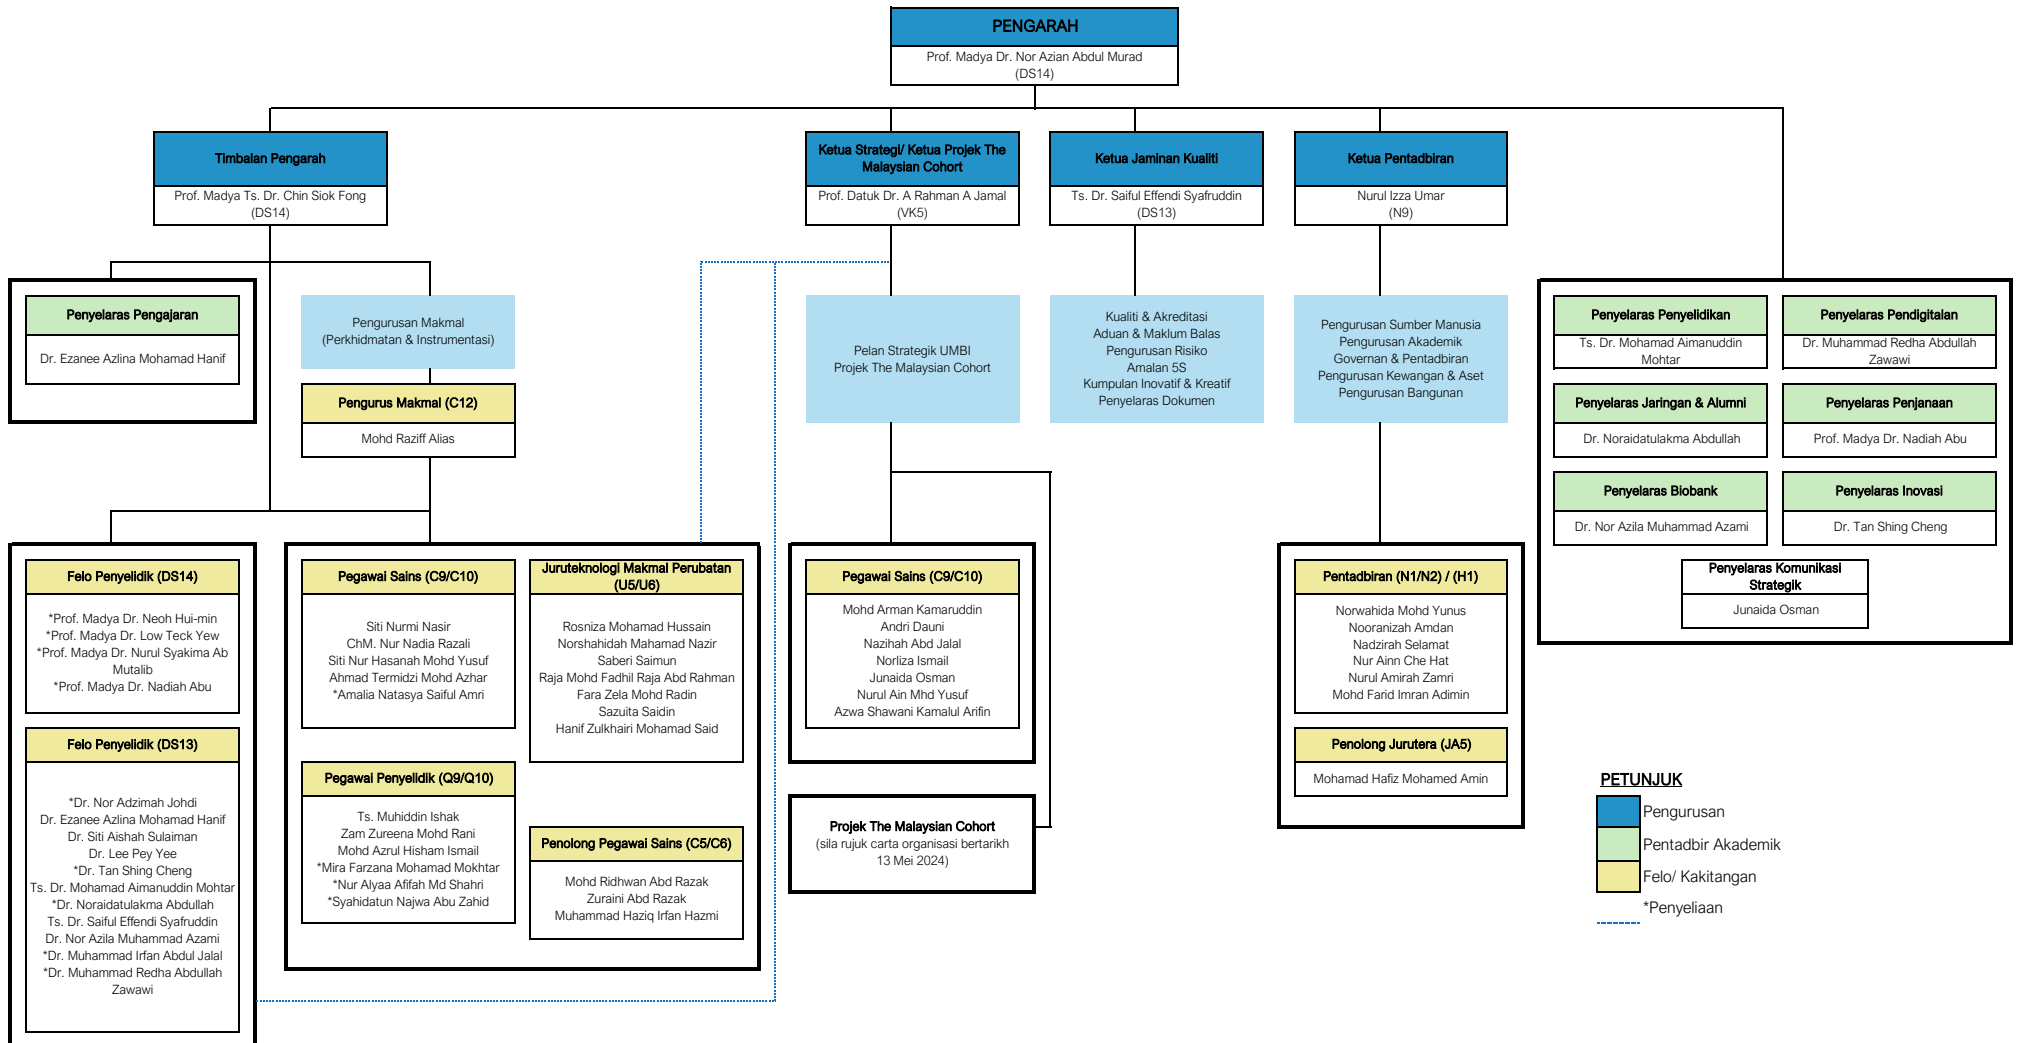 PENGARAH
Prof. Madya Dr. Nor Azian Abdul Murad
(DS14)
Timbalan Pengarah
Prof. Madya Ts. Dr. Chin Siok Fong
(DS14)
Ketua Strategi/ Ketua Projek The
Malaysian Cohort
Prof. Datuk Dr. A Rahman A Jamal
(VK5)
Ketua Jaminan Kualiti
Ts. Dr. Saiful Effendi Syafruddin
(DS13)
Ketua Pentadbiran
Nurul Izza Umar
(N9)
Penyelaras Pengajaran
Dr. Ezanee Azlina Mohamad Hanif
Pengurusan Makmal
(Perkhidmatan & Instrumentasi)
Pengurus Makmal (C12)
Mohd Raziff Alias
Pelan Strategik UMBI
Projek The Malaysian Cohort
Kualiti & Akreditasi
Aduan & Maklum Balas
Pengurusan Risiko
Amalan 5S
Kumpulan Inovatif & Kreatif
Penyelaras Dokumen
Pengurusan Sumber Manusia
Pengurusan Akademik
Governan & Pentadbiran
Pengurusan Kewangan & Aset
Pengurusan Bangunan
Penyelaras Penyelidikan
Ts. Dr. Mohamad Aimanuddin
Mohtar
Penyelaras Pendigitalan
Dr. Muhammad Redha Abdullah
Zawawi
Penyelaras Jaringan & Alumni
Dr. Noraidatulakma Abdullah
Penyelaras Penjanaan
Prof. Madya Dr. Nadiah Abu
Penyelaras Biobank
Dr. Nor Azila Muhammad Azami
Penyelaras Inovasi
Dr. Tan Shing Cheng
Penyelaras Komunikasi
Strategik
Junaida Osman
Felo Penyelidik (DS14)
*Prof. Madya Dr. Neoh Hui-min
*Prof. Madya Dr. Low Teck Yew
*Prof. Madya Dr. Nurul Syakima Ab
Mutalib
*Prof. Madya Dr. Nadiah Abu
Felo Penyelidik (DS13)
*Dr. Nor Adzimah Johdi
Dr. Ezanee Azlina Mohamad Hanif
Dr. Siti Aishah Sulaiman
Dr. Lee Pey Yee
*Dr. Tan Shing Cheng
Ts. Dr. Mohamad Aimanuddin Mohtar
*Dr. Noraidatulakma Abdullah
Ts. Dr. Saiful Effendi Syafruddin
Dr. Nor Azila Muhammad Azami
*Dr. Muhammad Irfan Abdul Jalal
*Dr. Muhammad Redha Abdullah
Zawawi
Pegawai Sains (C9/C10)
Siti Nurmi Nasir
ChM. Nur Nadia Razali
Siti Nur Hasanah Mohd Yusuf
Ahmad Termidzi Mohd Azhar
*Amalia Natasya Saiful Amri
Pegawai Penyelidik (Q9/Q10)
Ts. Muhiddin Ishak
Zam Zureena Mohd Rani
Mohd Azrul Hisham Ismail
*Mira Farzana Mohamad Mokhtar
*Nur Alyaa Afifah Md Shahri
*Syahidatun Najwa Abu Zahid
Juruteknologi Makmal Perubatan
(U5/U6)
Rosniza Mohamad Hussain
Norshahidah Mahamad Nazir
Saberi Saimun
Raja Mohd Fadhil Raja Abd Rahman
Fara Zela Mohd Radin
Sazuita Saidin
Hanif Zulkhairi Mohamad Said
Penolong Pegawai Sains (C5/C6)
Mohd Ridhwan Abd Razak
Zuraini Abd Razak
Muhammad Haziq Irfan Hazmi
Pegawai Sains (C9/C10)
Mohd Arman Kamaruddin
Andri Dauni
Nazihah Abd Jalal
Norliza Ismail
Junaida Osman
Nurul Ain Mhd Yusuf
Azwa Shawani Kamalul Arifin
Projek The Malaysian Cohort
(sila rujuk carta organisasi bertarikh
13 Mei 2024)
Pentadbiran (N1/N2) / (H1)
Norwahida Mohd Yunus
Nooranizah Amdan
Nadzirah Selamat
Nur Ainn Che Hat
Nurul Amirah Zamri
Mohd Farid Imran Adimin
Penolong Jurutera (JA5)
Mohamad Hafiz Mohamed Amin
PETUNJUK
Pengurusan
Pentadbir Akademik
Felo/ Kakitangan
*Penyeliaan